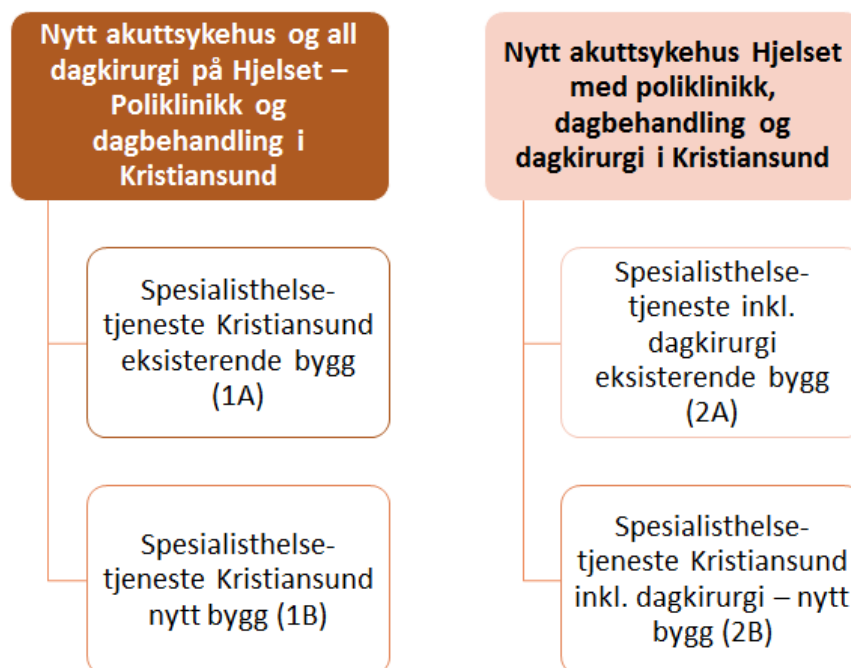 Nytt akuttsykehus og all
dagkirurgi på Hjelset –
Poliklinikk og
dagbehandling i
Kristiansund
Spesialisthelse-
tjeneste Kristiansund
eksisterende bygg
(1A)
Spesialisthelse-
tjeneste Kristiansund
nytt bygg (1B)
Nytt akuttsykehus Hjelset
med poliklinikk,
dagbehandling og
dagkirurgi i Kristiansund
Spesialisthelse-
tjeneste inkl.
dagkirurgi
eksisterende bygg
(2A)
Spesialisthelse-
tjeneste Kristiansund
inkl. dagkirurgi – nytt
bygg (2B)